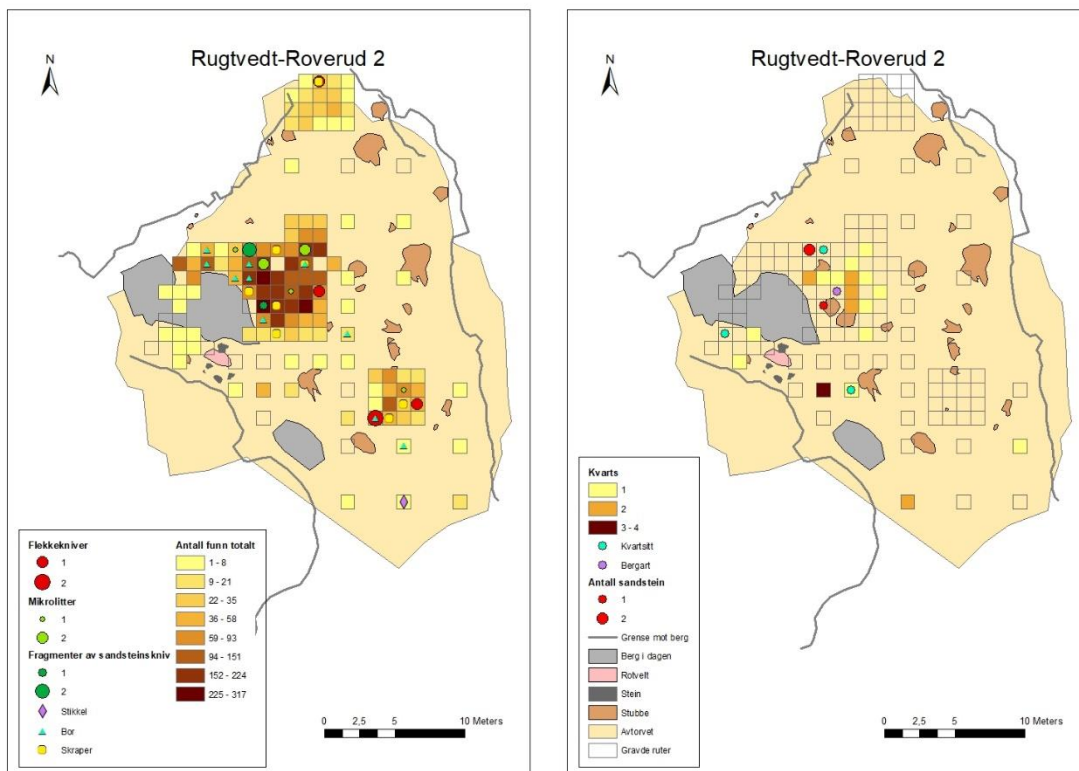 Rugtvedt-Roverud 2
N
Flekkekniver
1
2
Mikrolitter
1
2
Fragmenter av sandsteinskniv
1
2
Stikkel
Bor
Skraper
Antall funn totalt
1 - 8
9 - 21
22 - 35
36 - 58
59 - 93
94 - 151
152 - 224
225 - 317
0 2,5 5 10 Meters
Rugtvedt-Roverud 2
N
Kvarts
1
2
3 - 4
Kvartsitt
Bergart
Antall sandstein
1
2
Grense mot berg
Berg i dagen
Rotvelt
Stein
Stubbe
Avtorvet
Gravde ruter
0 2,5 5 10 Meters